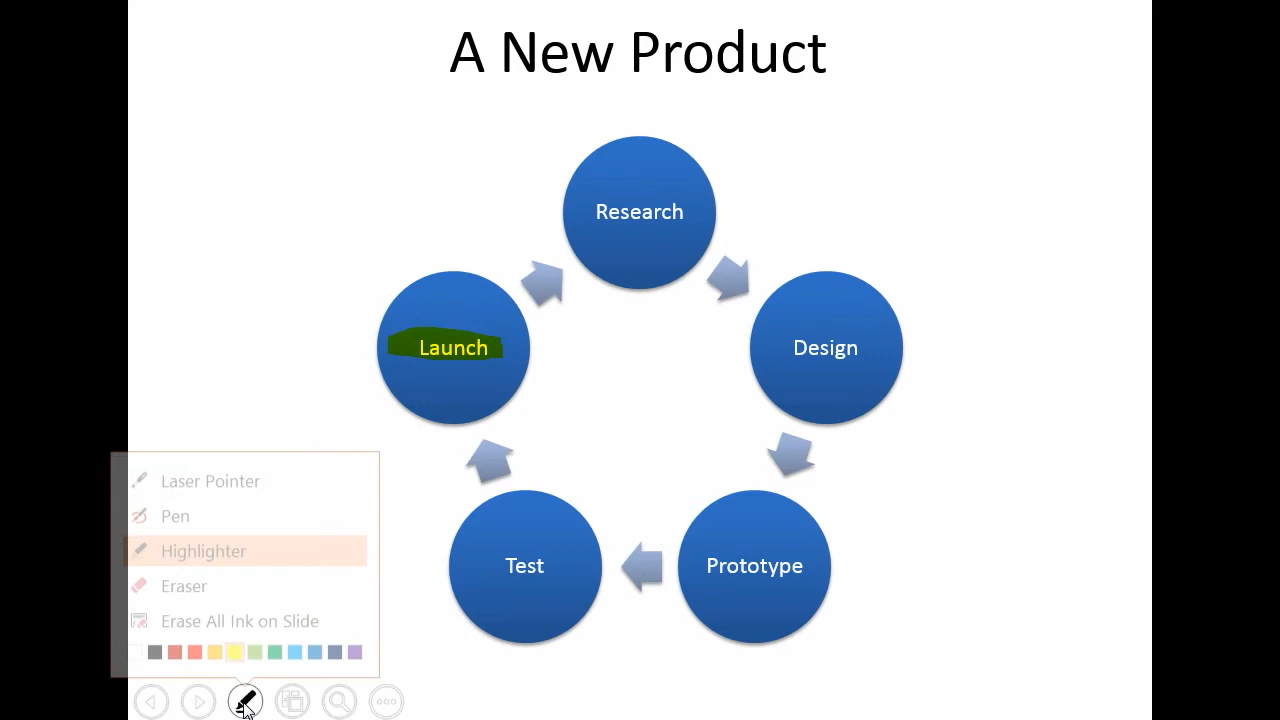 A New Product
Research
Launch
Design
Test
Prototype
Laser Pointer
Pen
Highlighter
Eraser
Erase All Ink on Slide